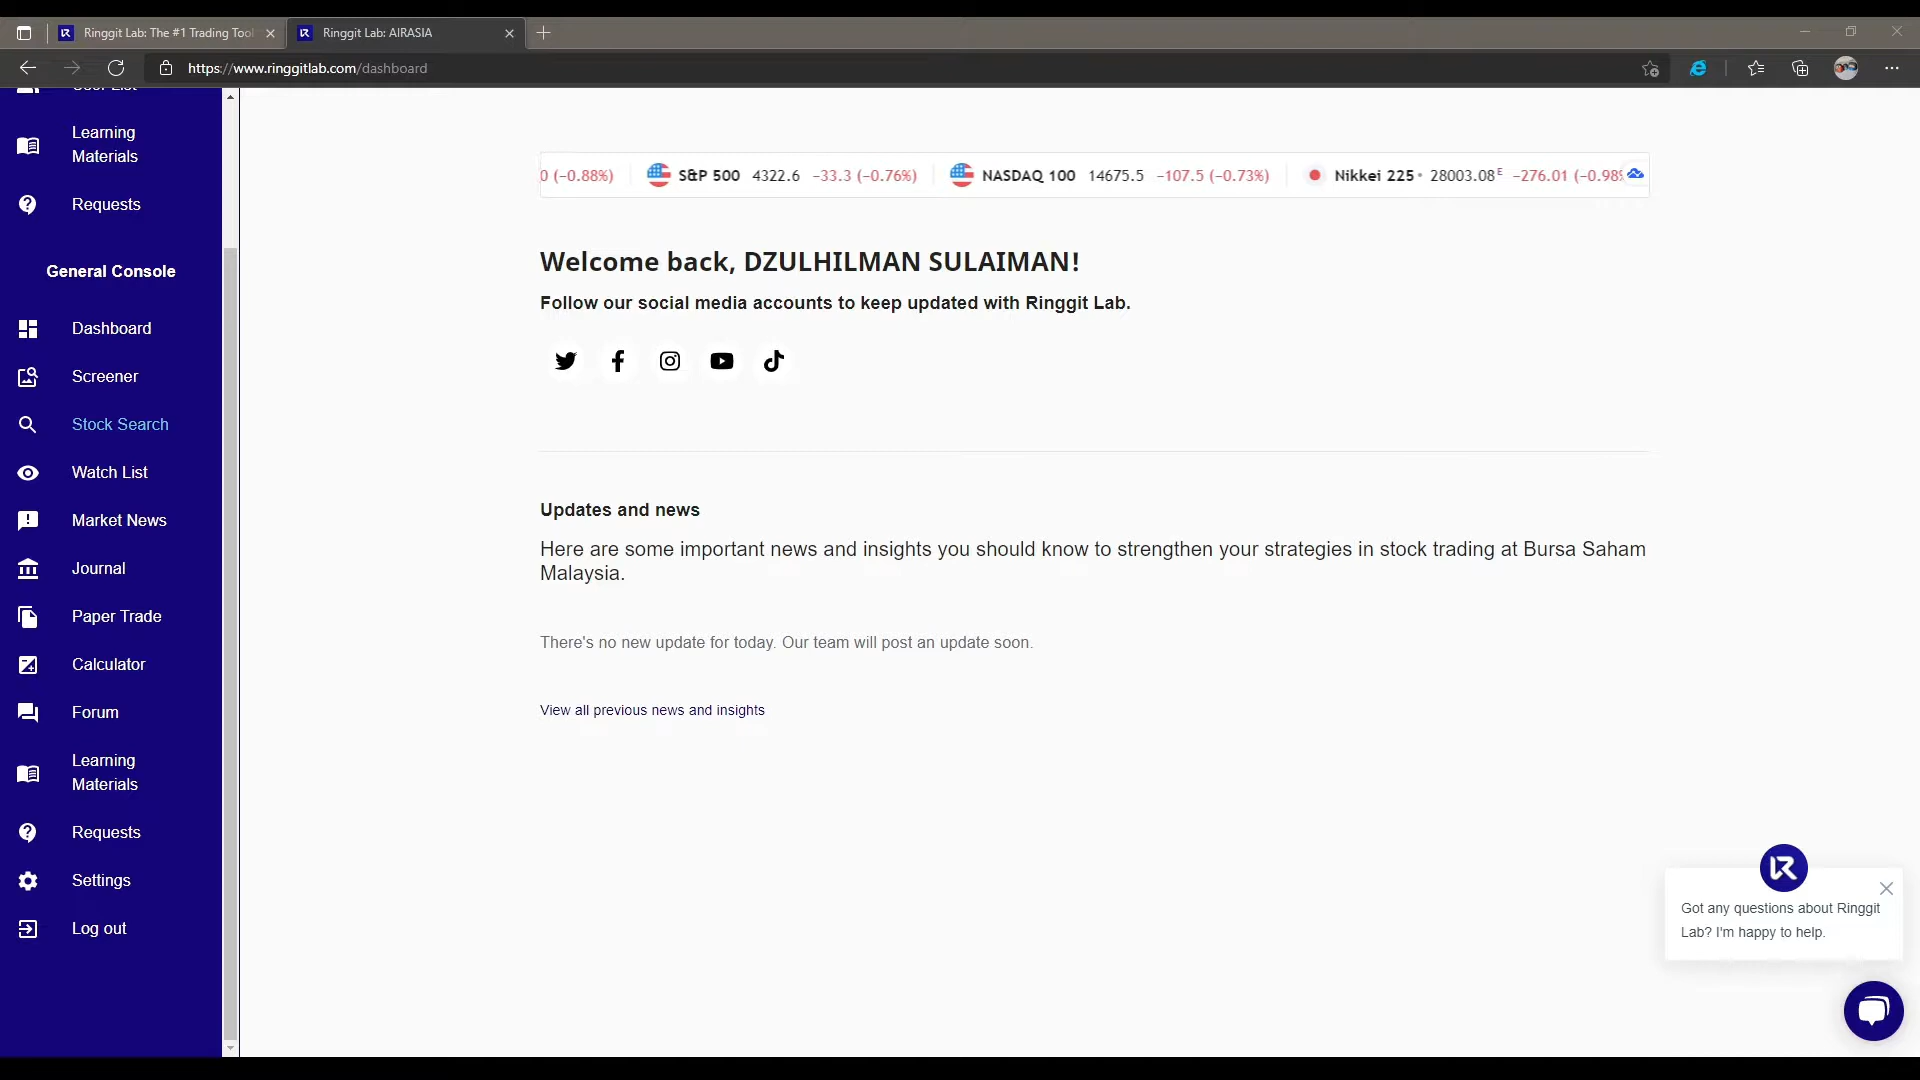 Ringgit Lab: The #1 Trading Tool
Ringgit Lab: AIRASIA
https://www.ringgitlab.com/dashboard
User List
Learning
Materials
Requests
General Console
Dashboard
Screener
Stock Search
Watch List
Market News
Journal
Paper Trade
Calculator
Forum
Learning
Materials
Requests
Settings
Log out
0 (−0.88%) S&P 500 4322.6 −33.3 (−0.76%) NASDAQ 100 14675.5 −107.5 (−0.73%) Nikkei 225 28003.08 E −276.01 (−0.98%
Welcome back, DZULHILMAN SULAIMAN!
Follow our social media accounts to keep updated with Ringgit Lab.
Updates and news
Here are some important news and insights you should know to strengthen your strategies in stock trading at Bursa Saham
Malaysia.
There's no new update for today. Our team will post an update soon.
View all previous news and insights
Got any questions about Ringgit
Lab? I'm happy to help.